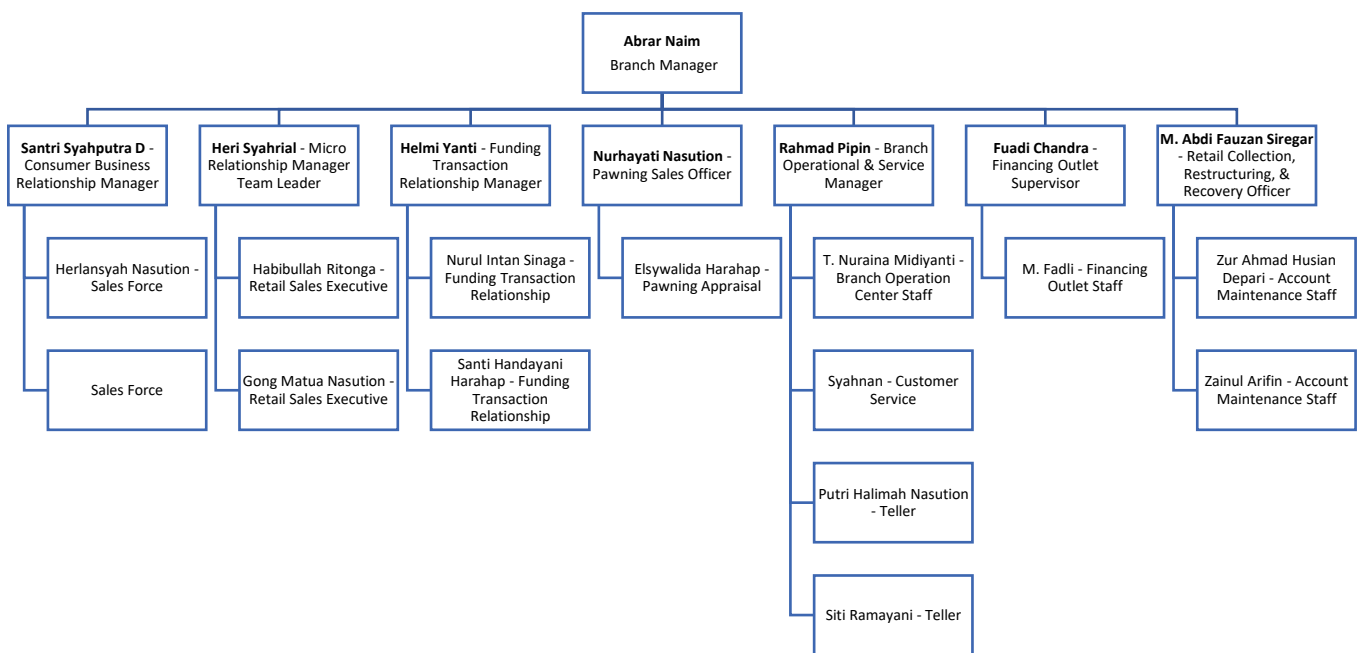 Abrar Naim
Branch Manager
Santri Syahputra D -
Consumer Business
Relationship Manager
Heri Syahrial - Micro
Relationship Manager
Team Leader
Helmi Yanti - Funding
Transaction
Relationship Manager
Nurhayati Nasution -
Pawning Sales Officer
Rahmad Pipin - Branch
Operational & Service
Manager
Fuadi Chandra -
Financing Outlet
Supervisor
M. Abdi Fauzan Siregar
- Retail Collection,
Restructuring, &
Recovery Officer
Herlansyah Nasution -
Sales Force
Habibullah Ritonga -
Retail Sales Executive
Nurul Intan Sinaga -
Funding Transaction
Relationship
Elsywalida Harahap -
Pawning Appraisal
T. Nuraina Midiyanti -
Branch Operation
Center Staff
M. Fadli - Financing
Outlet Staff
Zur Ahmad Husian
Depari - Account
Maintenance Staff
Sales Force
Gong Matua Nasution -
Retail Sales Executive
Santi Handayani
Harahap - Funding
Transaction
Relationship
Syahnan - Customer
Service
Zainul Arifin - Account
Maintenance Staff
Putri Halimah Nasution
- Teller
Siti Ramayani - Teller